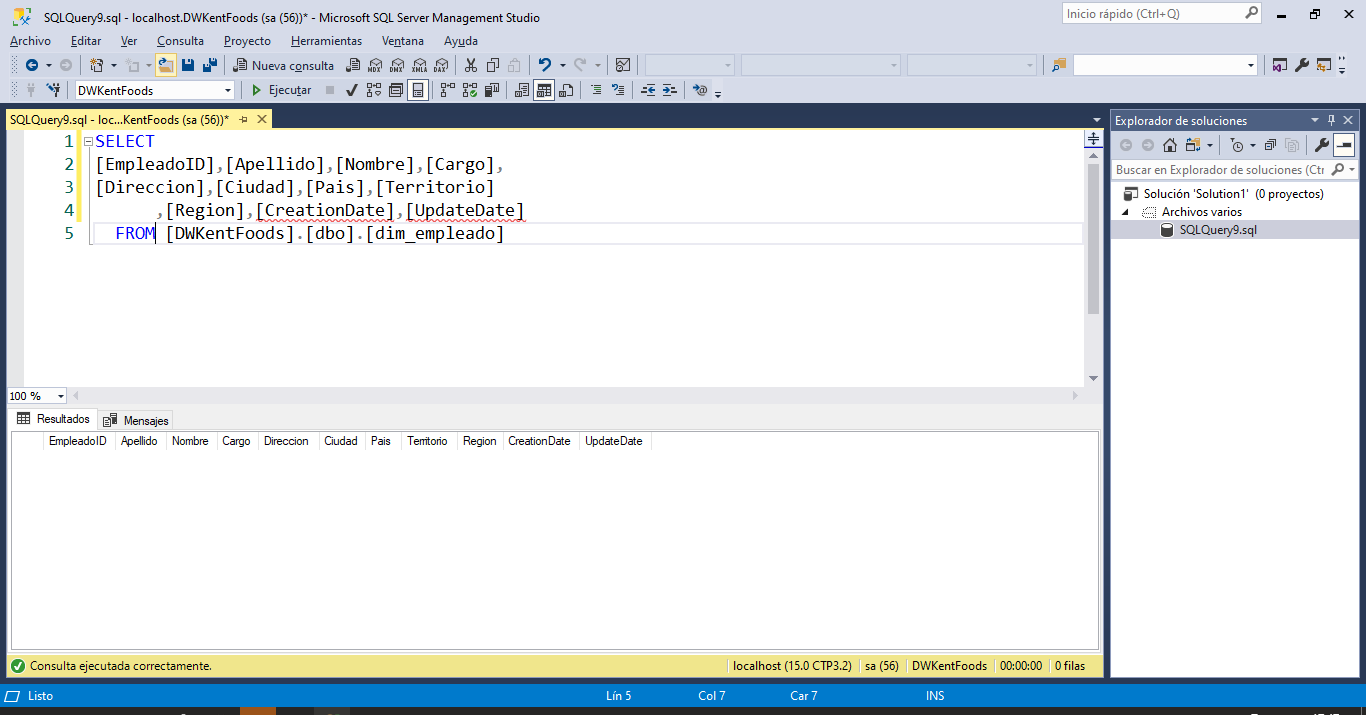 SQLQuery9.sql - localhost.DWKentFoods (sa (56))* - Microsoft SQL Server Management Studio
Inicio rápido (Ctrl+Q)
Archivo Editar Ver Consulta Proyecto Herramientas Ventana Ayuda
Nueva consulta MDX DMX XMLA DAX
DWKentFoods Ejecutar
SQLQuery9.sql - loc...KentFoods (sa (56))*
1 SELECT
2 [EmpleadoID],[Apellido],[Nombre],[Cargo],
3 [Direccion],[Ciudad],[Pais],[Territorio]
4 ,[Region],[CreationDate],[UpdateDate]
5 FROM [DWKentFoods].[dbo].[dim_empleado]
100 %
Resultados Mensajes
EmpleadoID Apellido Nombre Cargo Direccion Ciudad Pais Territorio Region CreationDate UpdateDate
Consulta ejecutada correctamente. localhost (15.0 CTP3.2) sa (56) DWKentFoods 00:00:00 0 filas
Explorador de soluciones
Buscar en Explorador de soluciones (Ctr
Solución 'Solution1' (0 proyectos)
Archivos varios
SQLQuery9.sql
Listo Lín 5 Col 7 Car 7 INS